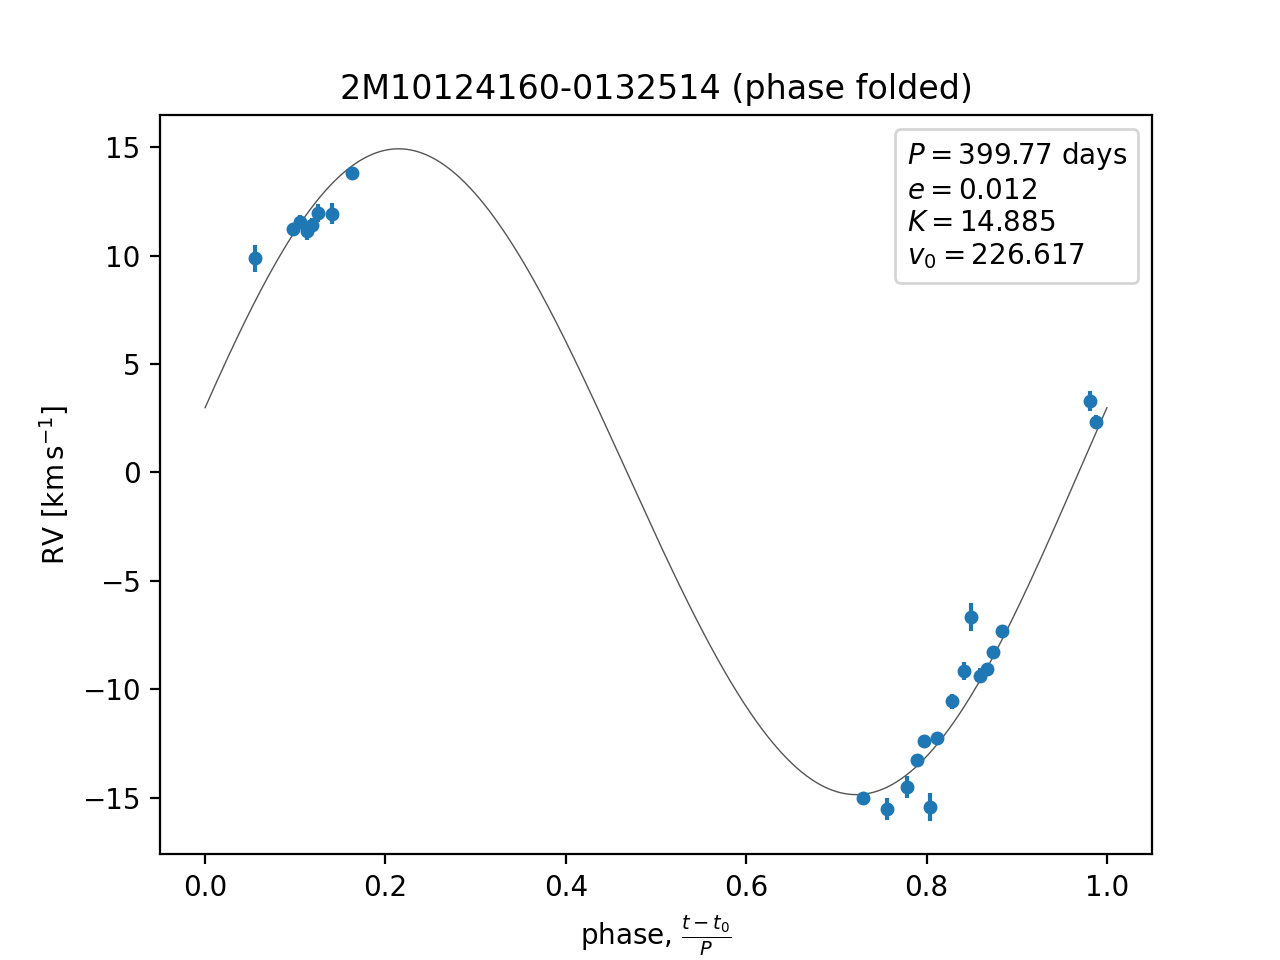 2M10124160-0132514 (phase folded)
P = 399.77 days
e = 0.012
K = 14.885
v₀ = 226.617
15
10
5
0
−5
−10
−15
RV [km s⁻¹]
0.0 0.2 0.4 0.6 0.8 1.0
phase, (t − t₀)/P